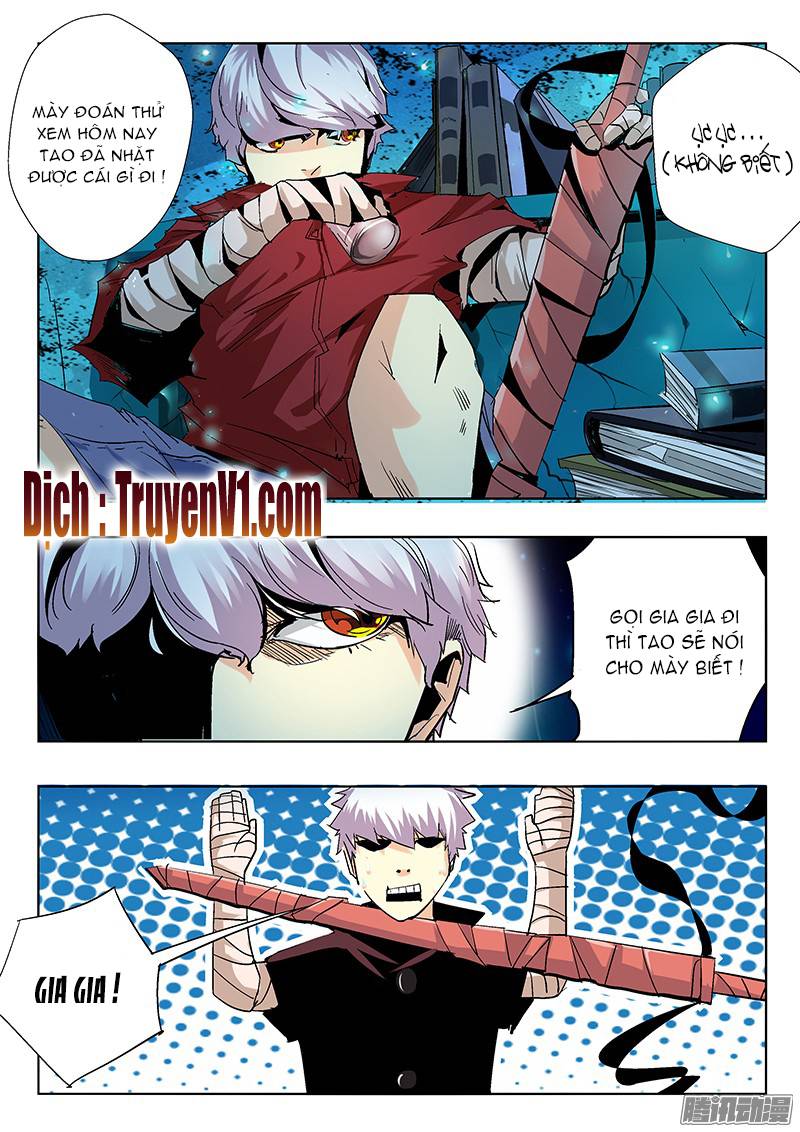 MÀY ĐOÁN THỬ
XEM HÔM NAY
TAO ĐÃ NHẶT
ĐƯỢC CÁI GÌ ĐI !
ỰC ỰC ...
( KHÔNG BIẾT )
Dịch : TruyenV1.com
GỌI GIA GIA ĐI
THÌ TAO SẼ NÓI
CHO MÀY BIẾT !
GIA GIA !
腾讯动漫